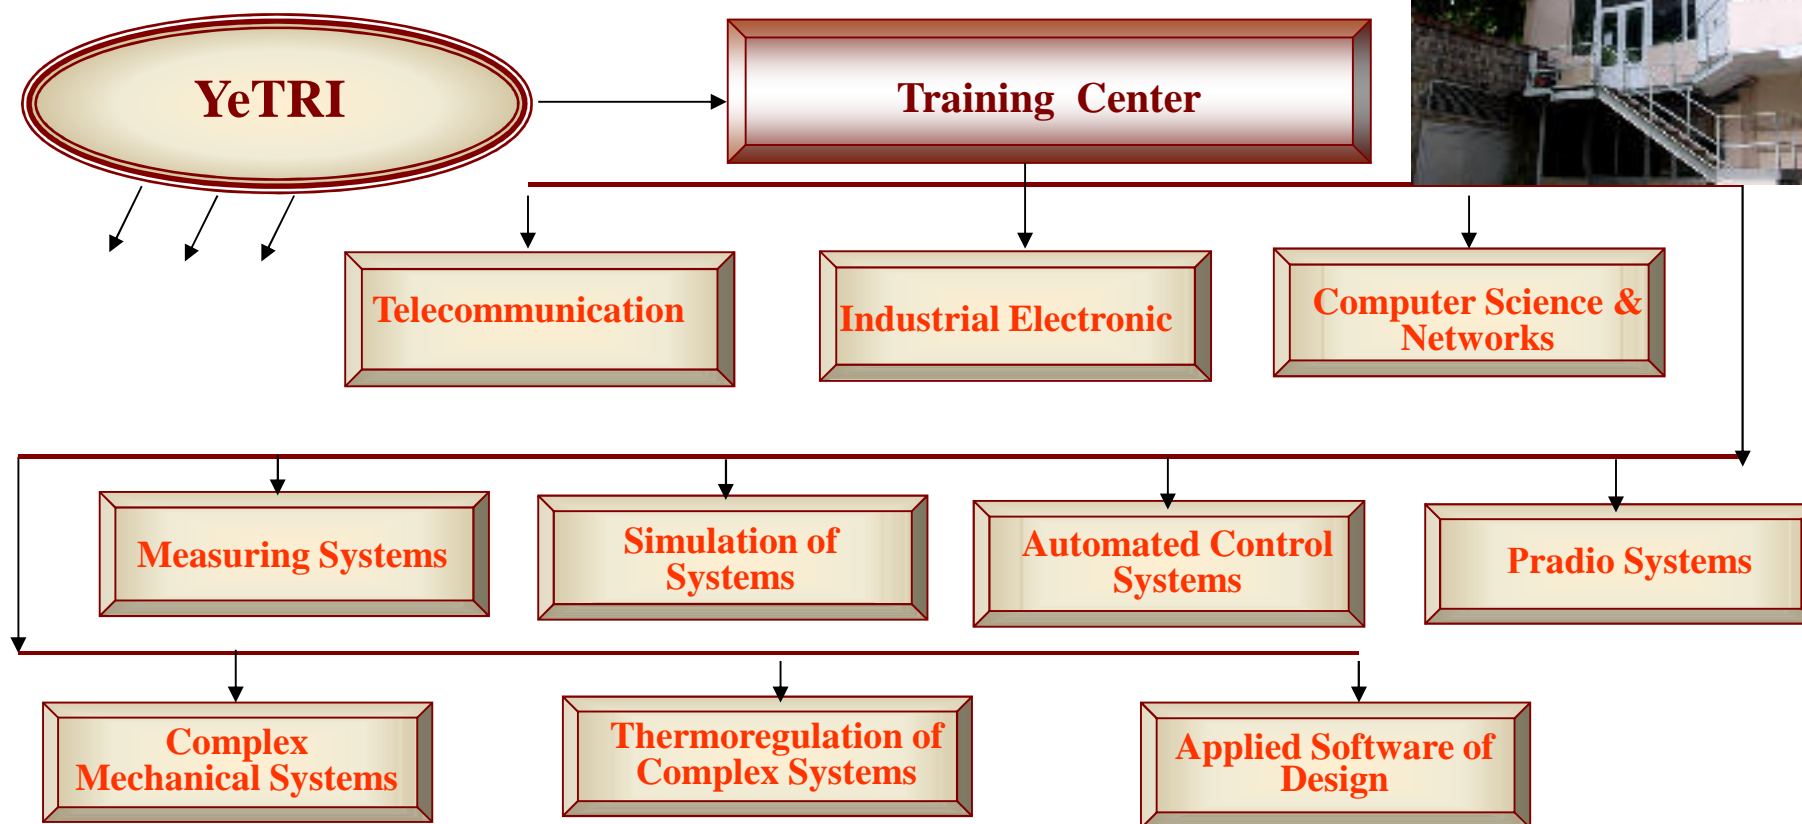 YeTRI
Training Center
Telecommunication
Industrial Electronic
Computer Science &
Networks
Measuring Systems
Simulation of
Systems
Automated Control
Systems
Pradio Systems
Complex
Mechanical Systems
Thermoregulation of
Complex Systems
Applied Software of
Design